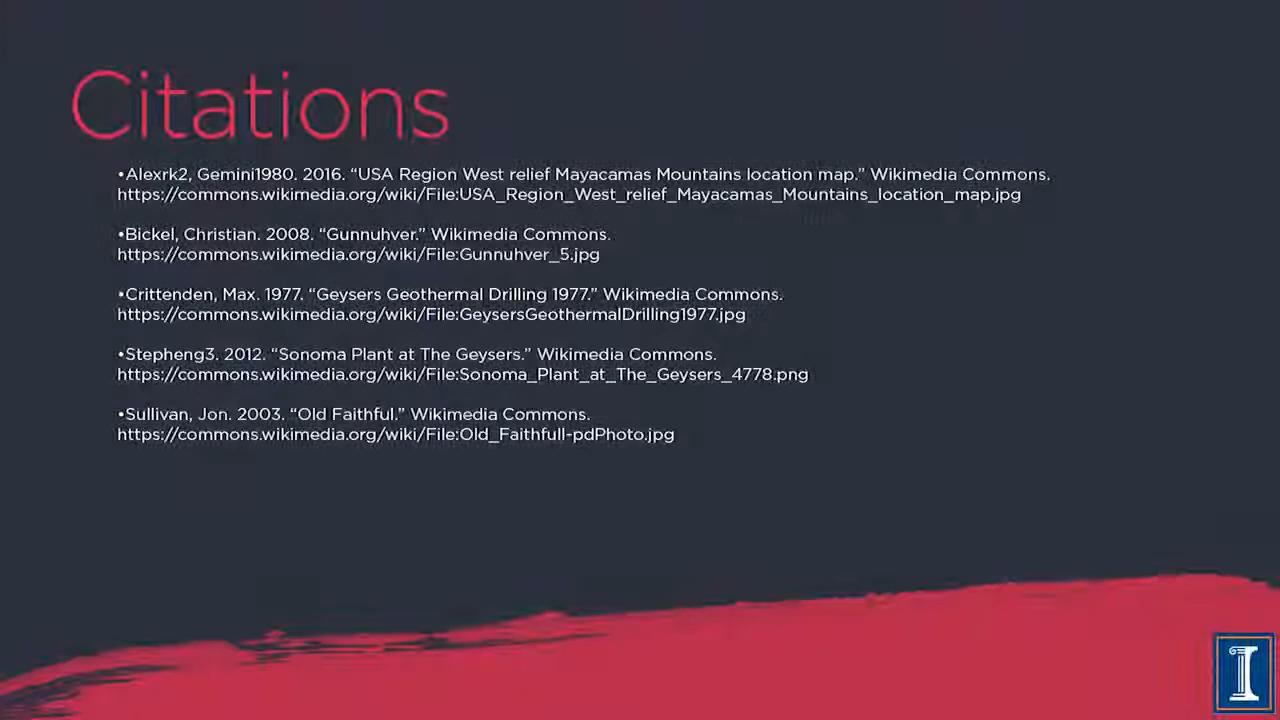 Citations
•Alexrk2, Gemini1980. 2016. “USA Region West relief Mayacamas Mountains location map.” Wikimedia Commons.
https://commons.wikimedia.org/wiki/File:USA_Region_West_relief_Mayacamas_Mountains_location_map.jpg
•Bickel, Christian. 2008. “Gunnuhver.” Wikimedia Commons.
https://commons.wikimedia.org/wiki/File:Gunnuhver_5.jpg
•Crittenden, Max. 1977. “Geysers Geothermal Drilling 1977.” Wikimedia Commons.
https://commons.wikimedia.org/wiki/File:GeysersGeothermalDrilling1977.jpg
•Stepheng3. 2012. “Sonoma Plant at The Geysers.” Wikimedia Commons.
https://commons.wikimedia.org/wiki/File:Sonoma_Plant_at_The_Geysers_4778.png
•Sullivan, Jon. 2003. “Old Faithful.” Wikimedia Commons.
https://commons.wikimedia.org/wiki/File:Old_Faithfull-pdPhoto.jpg
I